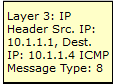 Layer 3: IP
Header Src. IP:
10.1.1.1, Dest.
IP: 10.1.1.4 ICMP
Message Type: 8